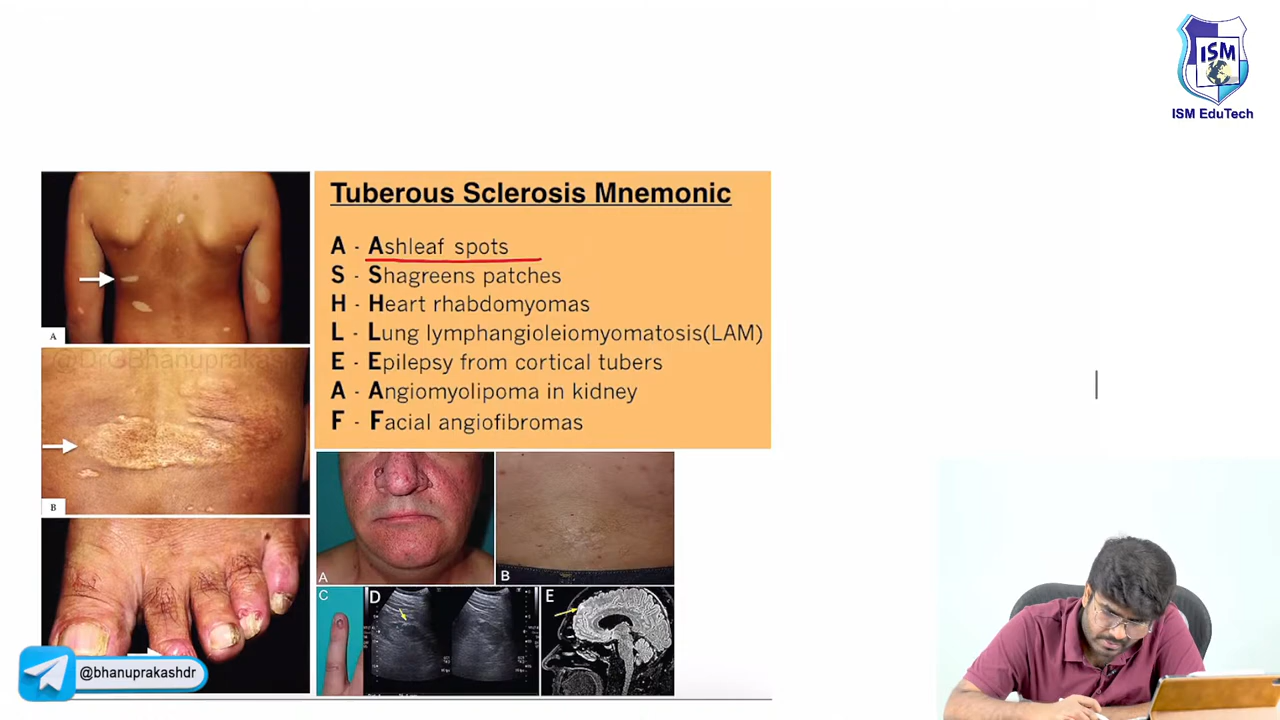 ISM
ISM EduTech
Tuberous Sclerosis Mnemonic
A - Ashleaf spots
S - Shagreens patches
H - Heart rhabdomyomas
L - Lung lymphangioleiomyomatosis(LAM)
E - Epilepsy from cortical tubers
A - Angiomyolipoma in kidney
F - Facial angiofibromas
A
@DrGBhanuprakash
B
A
B
C
D
E
@bhanuprakashdr